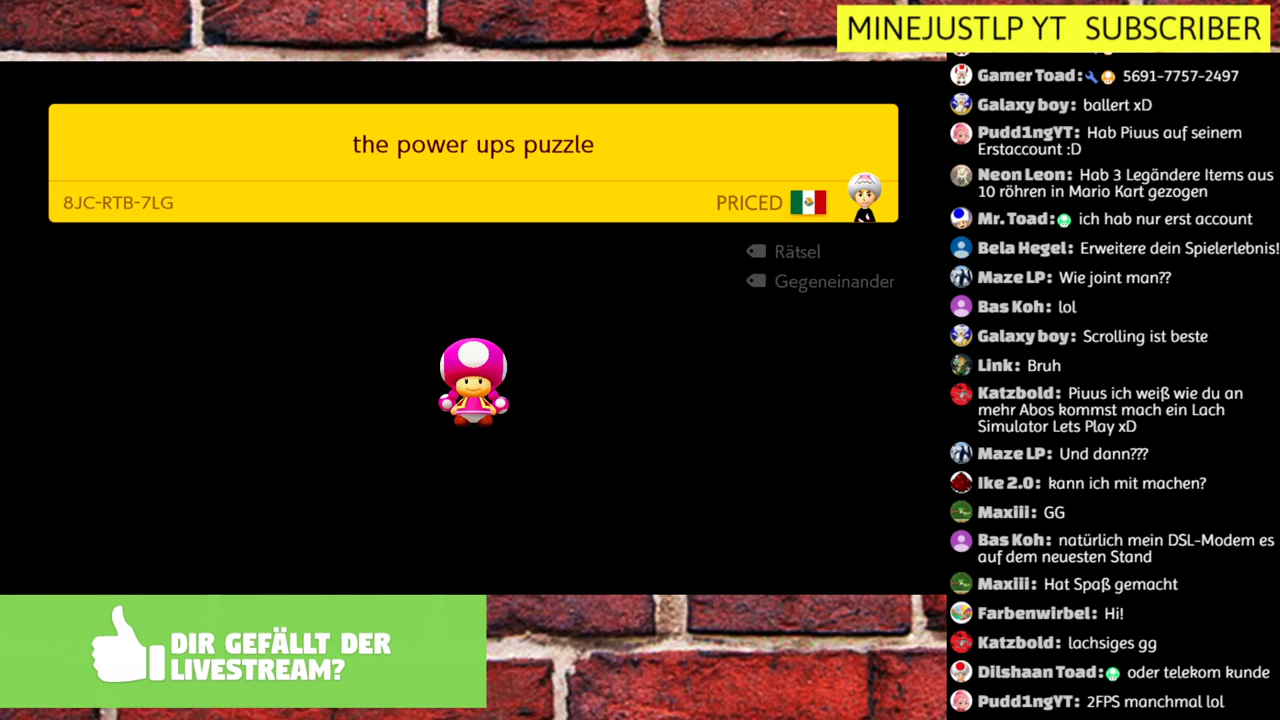 MINEJUSTLP YT SUBSCRIBER
the power ups puzzle
8JC-RTB-7LG
PRICED
Rätsel
Gegeneinander
DIR GEFÄLLT DER
LIVESTREAM?
Gamer Toad: 5691-7757-2497
Galaxy boy: ballert xD
Pudd1ngYT: Hab Piuus auf seinem
Erstaccount :D
Neon Leon: Hab 3 Legändere Items aus
10 röhren in Mario Kart gezogen
Mr. Toad: ich hab nur erst account
Bela Hegel: Erweitere dein Spielerlebnis!
Maze LP: Wie joint man??
Bas Koh: lol
Galaxy boy: Scrolling ist beste
Link: Bruh
Katzbold: Piuus ich weiß wie du an
mehr Abos kommst mach ein Lach
Simulator Lets Play xD
Maze LP: Und dann???
Ike 2.0: kann ich mit machen?
Maxiii: GG
Bas Koh: natürlich mein DSL-Modem es
auf dem neuesten Stand
Maxiii: Hat Spaß gemacht
Farbenwirbel: Hi!
Katzbold: lachsiges gg
Dilshaan Toad: oder telekom kunde
Pudd1ngYT: 2FPS manchmal lol